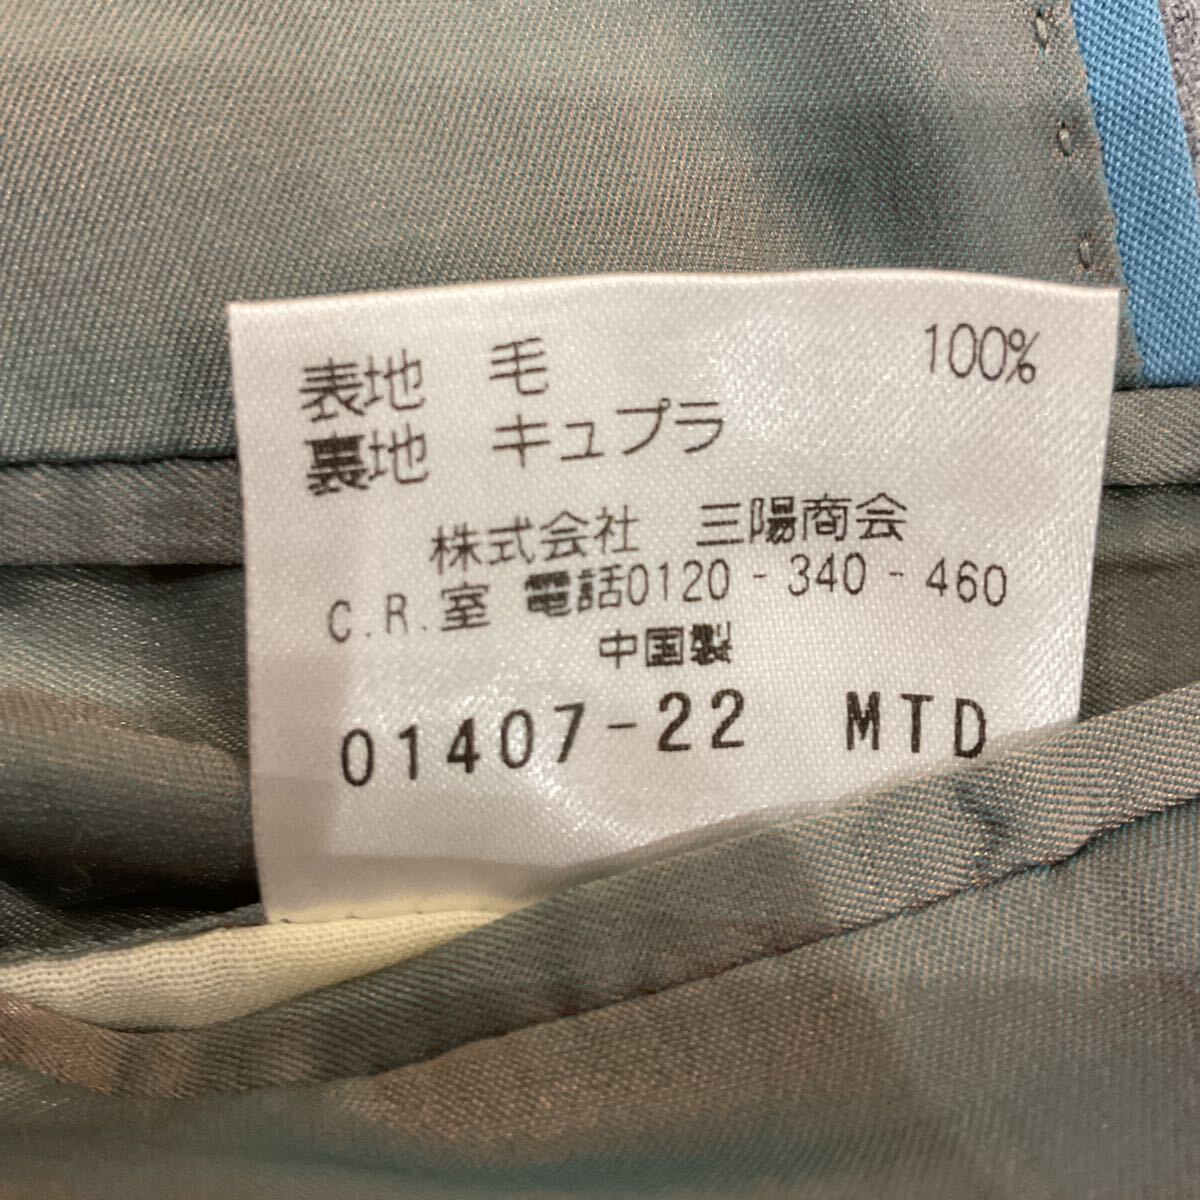 表地 毛 100%
裏地 キュプラ
株式会社 三陽商会
C.R.室 電話0120-340-460
中国製
01407-22 MTD